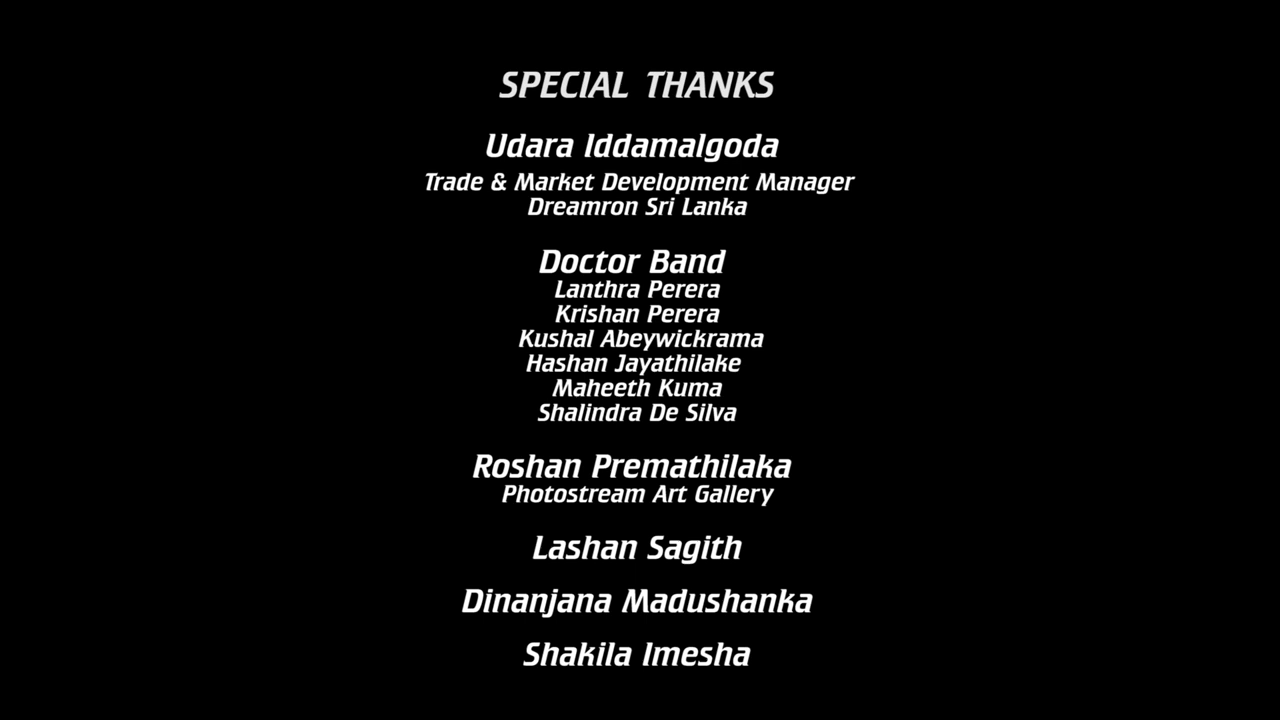 SPECIAL THANKS
Udara Iddamalgoda
Trade & Market Development Manager
Dreamron Sri Lanka
Doctor Band
Lanthra Perera
Krishan Perera
Kushal Abeywickrama
Hashan Jayathilake
Maheeth Kuma
Shalindra De Silva
Roshan Premathilaka
Photostream Art Gallery
Lashan Sagith
Dinanjana Madushanka
Shakila Imesha